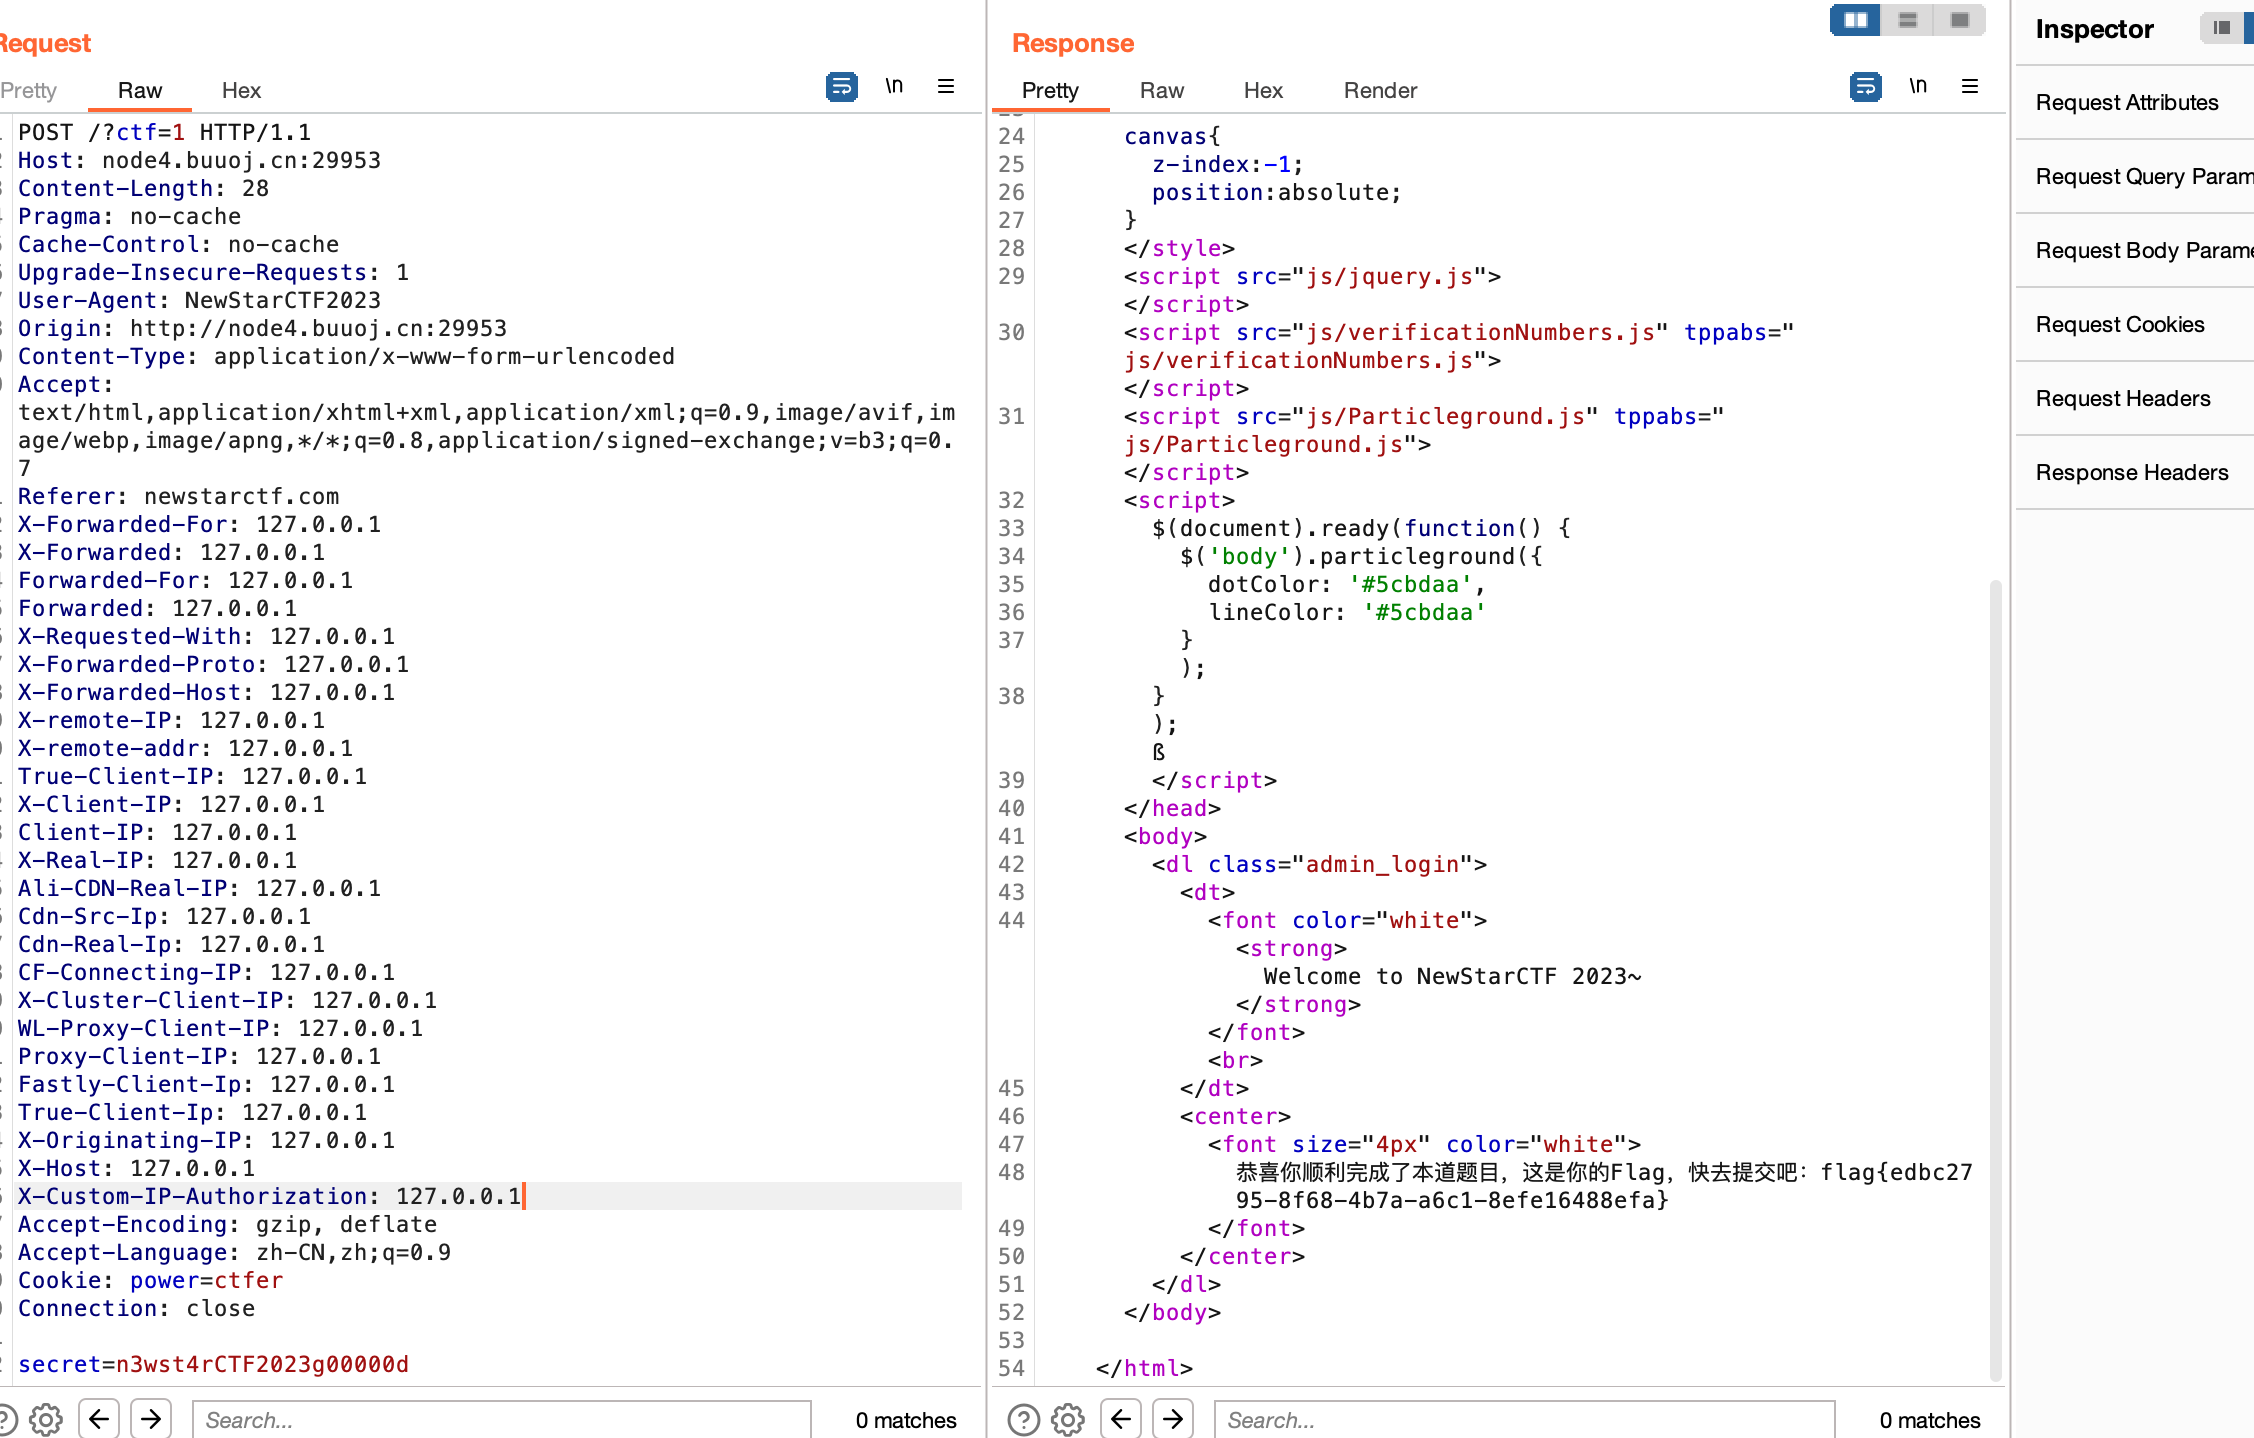 Request
Pretty Raw Hex \n
POST /?ctf=1 HTTP/1.1
Host: node4.buuoj.cn:29953
Content-Length: 28
Pragma: no-cache
Cache-Control: no-cache
Upgrade-Insecure-Requests: 1
User-Agent: NewStarCTF2023
Origin: http://node4.buuoj.cn:29953
Content-Type: application/x-www-form-urlencoded
Accept:
text/html,application/xhtml+xml,application/xml;q=0.9,image/avif,im
age/webp,image/apng,*/*;q=0.8,application/signed-exchange;v=b3;q=0.
7
Referer: newstarctf.com
X-Forwarded-For: 127.0.0.1
X-Forwarded: 127.0.0.1
Forwarded-For: 127.0.0.1
Forwarded: 127.0.0.1
X-Requested-With: 127.0.0.1
X-Forwarded-Proto: 127.0.0.1
X-Forwarded-Host: 127.0.0.1
X-remote-IP: 127.0.0.1
X-remote-addr: 127.0.0.1
True-Client-IP: 127.0.0.1
X-Client-IP: 127.0.0.1
Client-IP: 127.0.0.1
X-Real-IP: 127.0.0.1
Ali-CDN-Real-IP: 127.0.0.1
Cdn-Src-Ip: 127.0.0.1
Cdn-Real-Ip: 127.0.0.1
CF-Connecting-IP: 127.0.0.1
X-Cluster-Client-IP: 127.0.0.1
WL-Proxy-Client-IP: 127.0.0.1
Proxy-Client-IP: 127.0.0.1
Fastly-Client-Ip: 127.0.0.1
True-Client-Ip: 127.0.0.1
X-Originating-IP: 127.0.0.1
X-Host: 127.0.0.1
X-Custom-IP-Authorization: 127.0.0.1
Accept-Encoding: gzip, deflate
Accept-Language: zh-CN,zh;q=0.9
Cookie: power=ctfer
Connection: close
secret=n3wst4rCTF2023g00000d
Search... 0 matches
Response
Pretty Raw Hex Render \n
24 canvas{
25 z-index:-1;
26 position:absolute;
27 }
28 </style>
29 <script src="js/jquery.js">
</script>
30 <script src="js/verificationNumbers.js" tppabs="
js/verificationNumbers.js">
</script>
31 <script src="js/Particleground.js" tppabs="
js/Particleground.js">
</script>
32 <script>
33 $(document).ready(function() {
34 $('body').particleground({
35 dotColor: '#5cbdaa',
36 lineColor: '#5cbdaa'
37 }
);
38 }
);
ß
39 </script>
40 </head>
41 <body>
42 <dl class="admin_login">
43 <dt>
44 <font color="white">
<strong>
Welcome to NewStarCTF 2023~
</strong>
</font>
<br>
45 </dt>
46 <center>
47 <font size="4px" color="white">
48 恭喜你顺利完成了本道题目，这是你的Flag，快去提交吧：flag{edbc27
95-8f68-4b7a-a6c1-8efe16488efa}
49 </font>
50 </center>
51 </dl>
52 </body>
53
54 </html>
Search... 0 matches
Inspector
Request Attributes
Request Query Param
Request Body Parame
Request Cookies
Request Headers
Response Headers